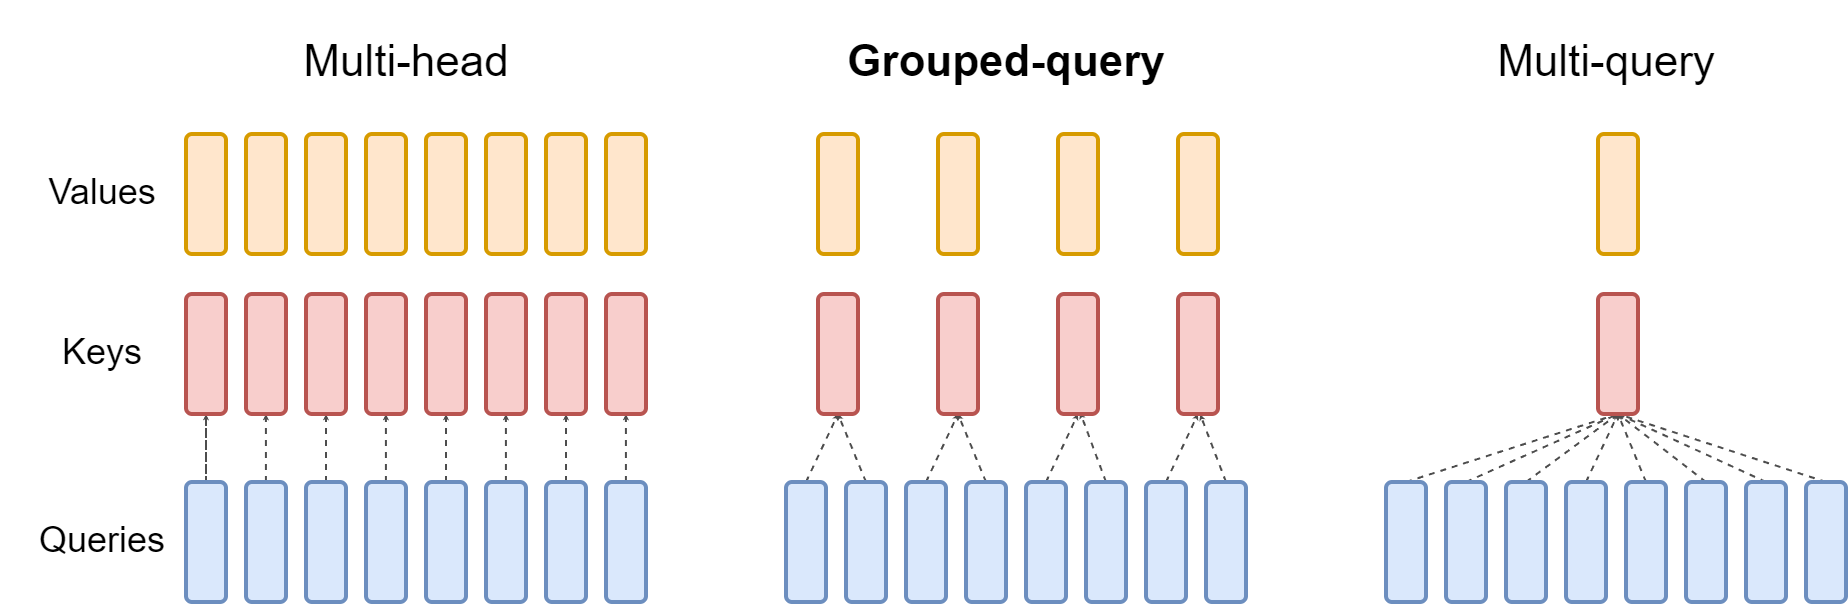 Multi-head
Grouped-query
Multi-query
Values
Keys
Queries